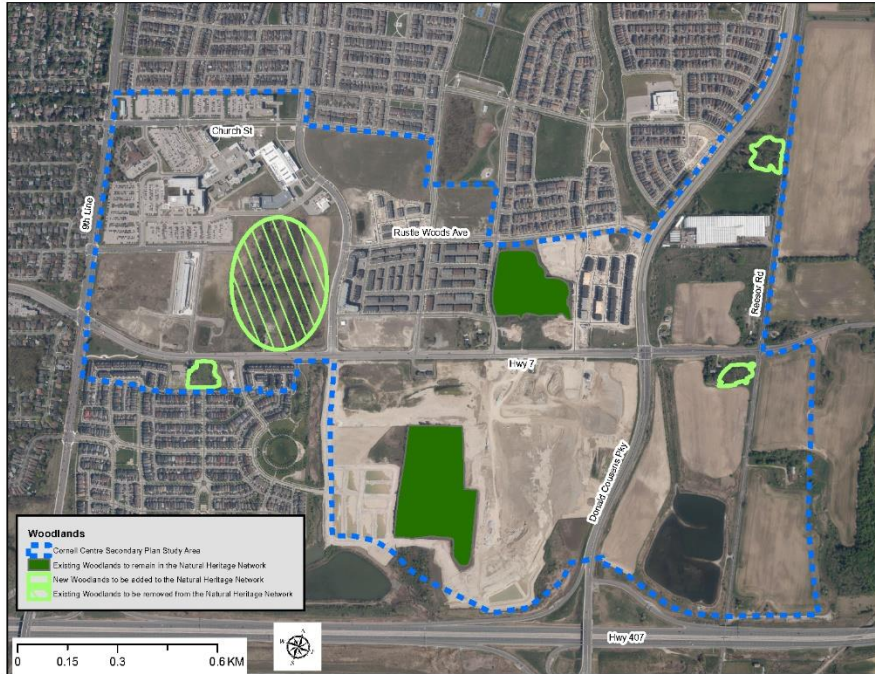 Church St
9th Line
Rustle Woods Ave
Reesor Rd
Hwy 7
Donald Cousens Pky
Woodlands
Cornell Centre Secondary Plan Study Area
Existing Woodlands to remain in the Natural Heritage Network
New Woodlands to be added to the Natural Heritage Network
Existing Woodlands to be removed from the Natural Heritage Network
Hwy 407
0 0.15 0.3 0.6 KM
W S